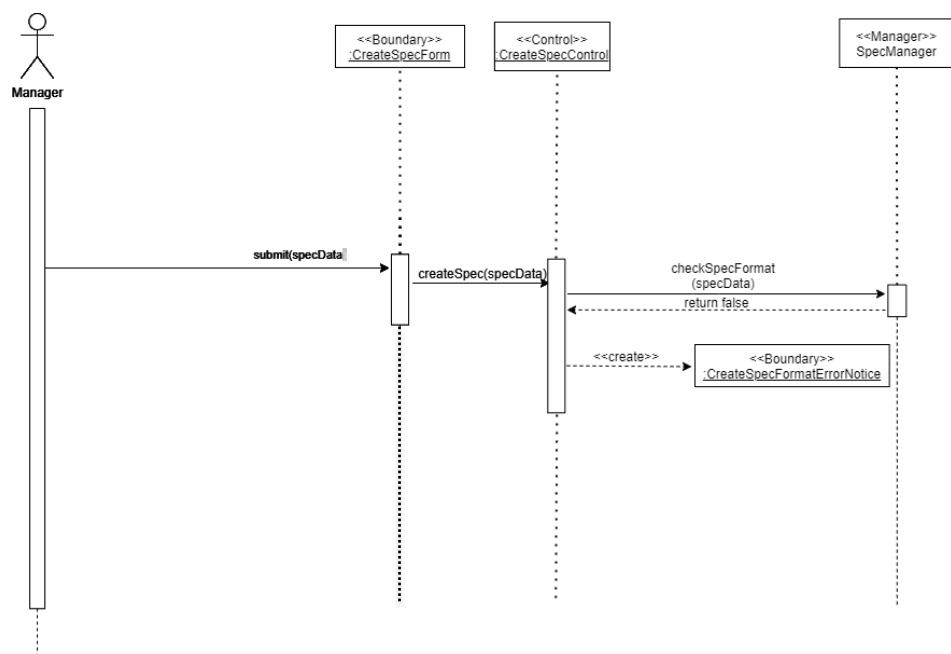 Manager
<<Boundary>>
:CreateSpecForm
<<Control>>
:CreateSpecControl
<<Manager>>
SpecManager
submit(specData
createSpec(specData)
checkSpecFormat
(specData)
return false
<<create>>
<<Boundary>>
:CreateSpecFormatErrorNotice